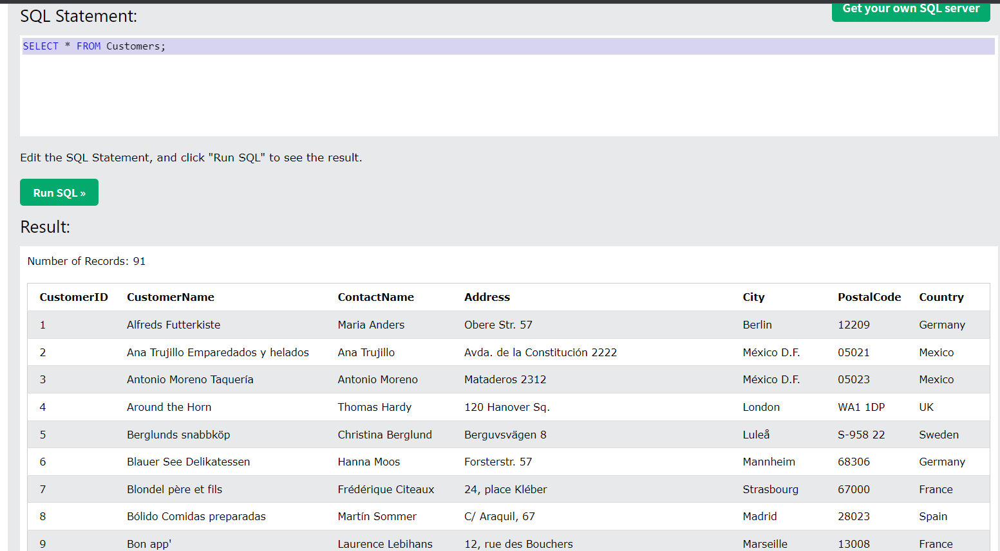 SQL Statement:
Get your own SQL server
SELECT * FROM Customers;
Edit the SQL Statement, and click "Run SQL" to see the result.
Run SQL »
Result:
Number of Records: 91
CustomerID CustomerName ContactName Address City PostalCode Country
1 Alfreds Futterkiste Maria Anders Obere Str. 57 Berlin 12209 Germany
2 Ana Trujillo Emparedados y helados Ana Trujillo Avda. de la Constitución 2222 México D.F. 05021 Mexico
3 Antonio Moreno Taquería Antonio Moreno Mataderos 2312 México D.F. 05023 Mexico
4 Around the Horn Thomas Hardy 120 Hanover Sq. London WA1 1DP UK
5 Berglunds snabbköp Christina Berglund Berguvsvägen 8 Luleå S-958 22 Sweden
6 Blauer See Delikatessen Hanna Moos Forsterstr. 57 Mannheim 68306 Germany
7 Blondel père et fils Frédérique Citeaux 24, place Kléber Strasbourg 67000 France
8 Bólido Comidas preparadas Martín Sommer C/ Araquil, 67 Madrid 28023 Spain
9 Bon app' Laurence Lebihans 12, rue des Bouchers Marseille 13008 France